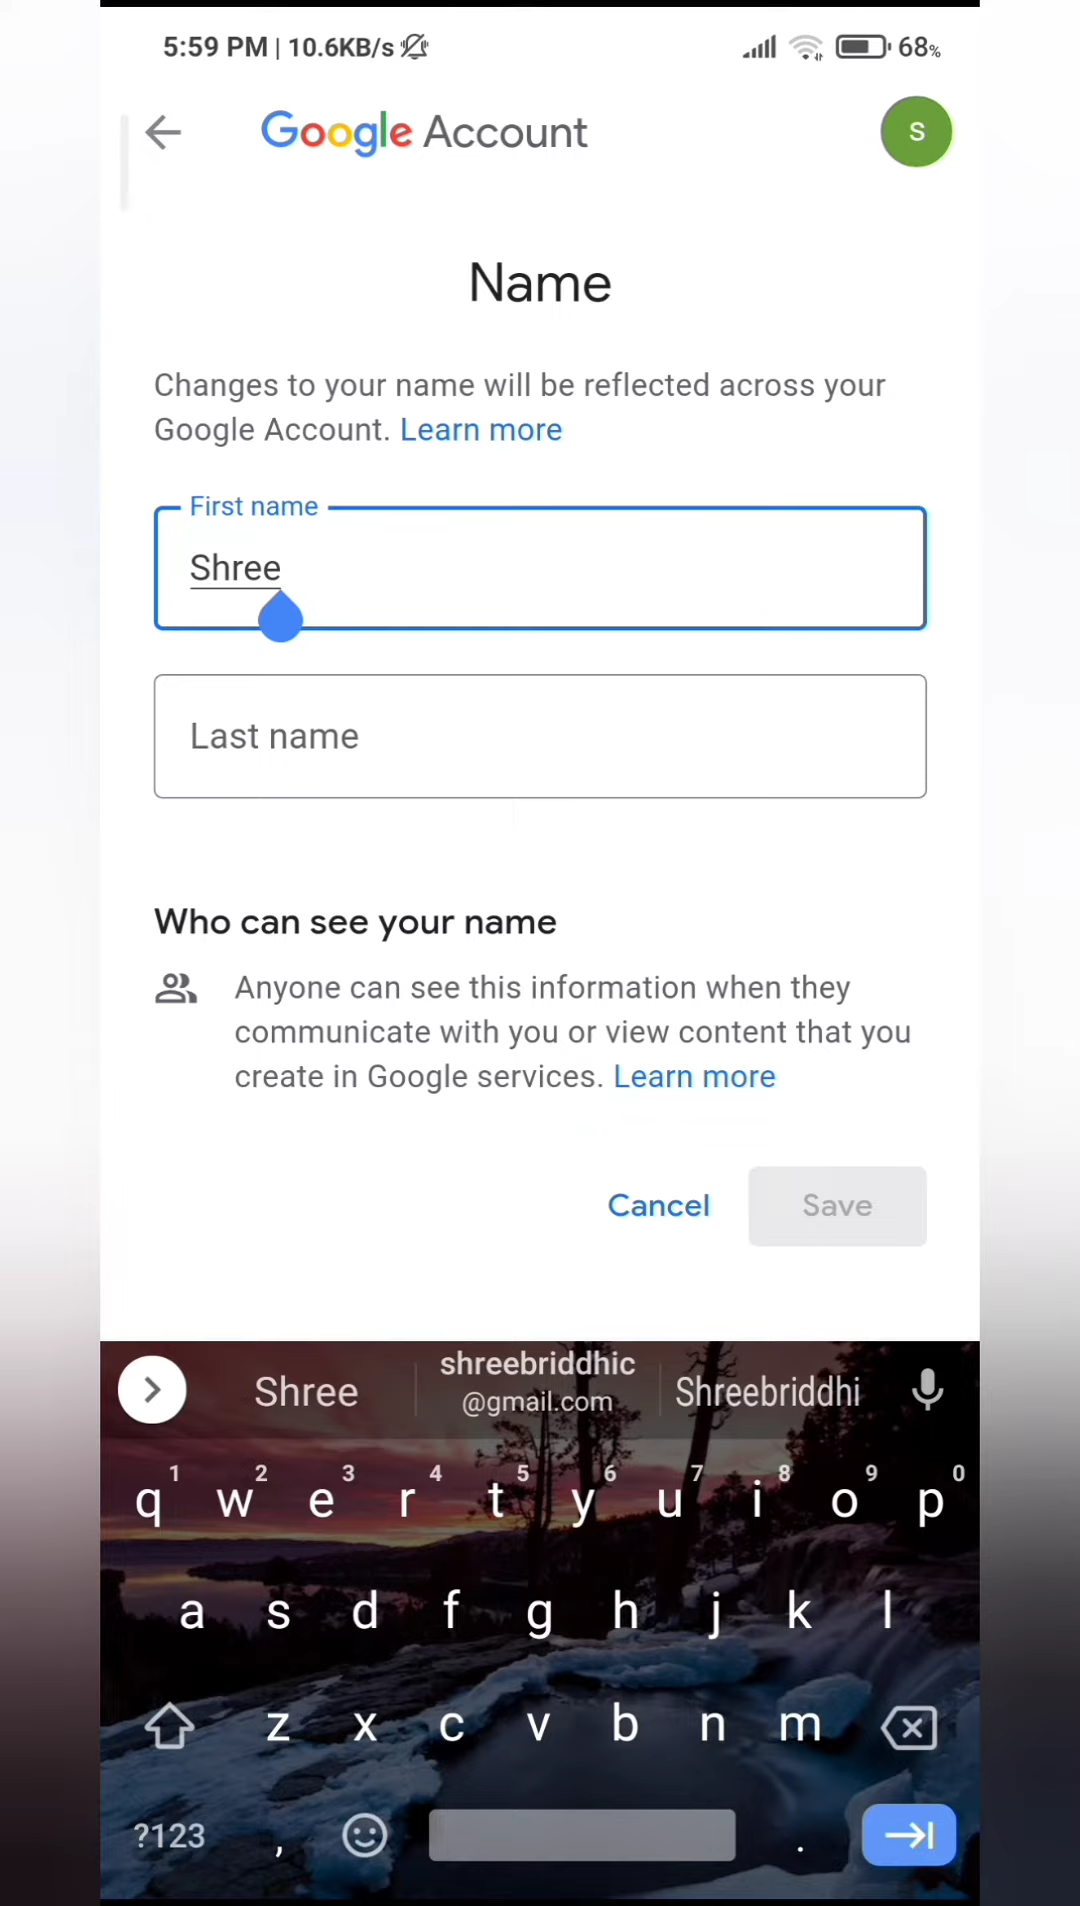 5:59 PM | 10.6KB/s 68%
Google Account S
Name
Changes to your name will be reflected across your
Google Account. Learn more
First name
Shree
Last name
Who can see your name
Anyone can see this information when they
communicate with you or view content that you
create in Google services. Learn more
Cancel Save
Shree shreebriddhic Shreebriddhi
@gmail.com
1 2 3 4 5 6 7 8 9 0
q w e r t y u i o p
a s d f g h j k l
z x c v b n m
?123 , .